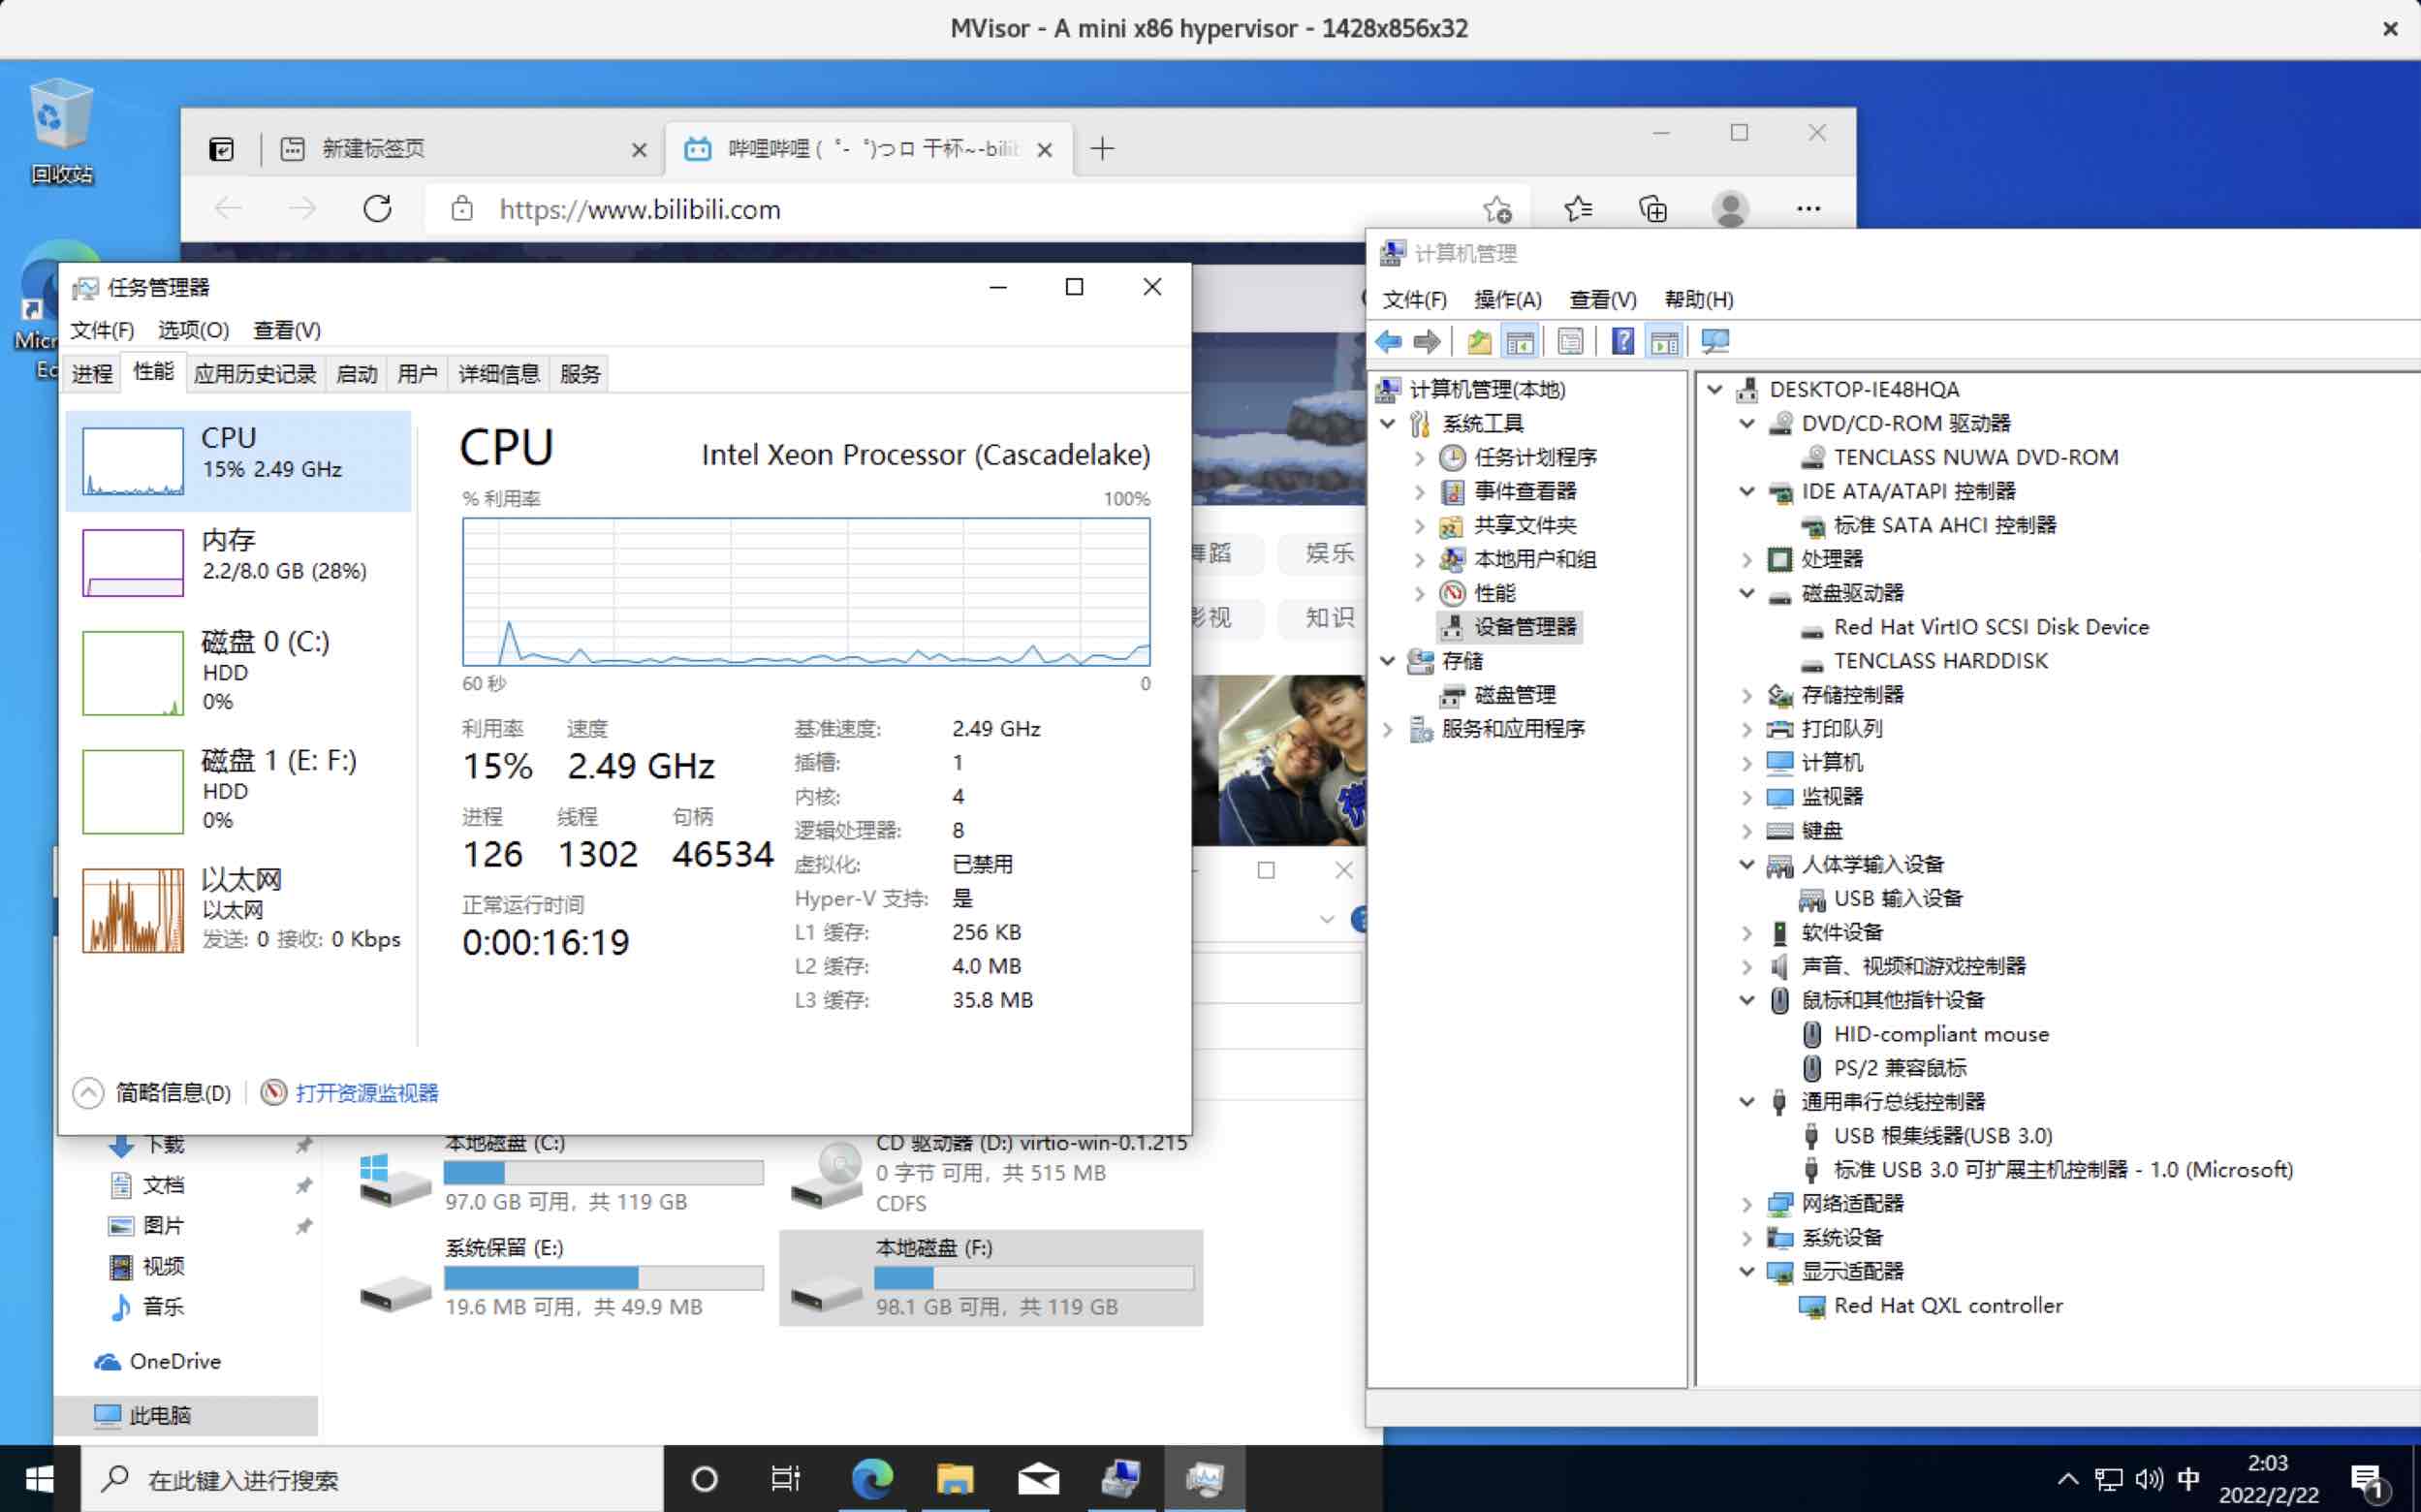 MVisor - A mini x86 hypervisor - 1428x856x32
回收站
新建标签页
哔哩哔哩 ( ゜- ゜)つロ 干杯~-bilib
https://www.bilibili.com
任务管理器
文件(F) 选项(O) 查看(V)
进程 性能 应用历史记录 启动 用户 详细信息 服务
CPU
15% 2.49 GHz
内存
2.2/8.0 GB (28%)
磁盘 0 (C:)
HDD
0%
磁盘 1 (E: F:)
HDD
0%
以太网
以太网
发送: 0 接收: 0 Kbps
CPU
Intel Xeon Processor (Cascadelake)
% 利用率 100%
60 秒 0
利用率 速度
15% 2.49 GHz
进程 线程 句柄
126 1302 46534
正常运行时间
0:00:16:19
基准速度: 2.49 GHz
插槽: 1
内核: 4
逻辑处理器: 8
虚拟化: 已禁用
Hyper-V 支持: 是
L1 缓存: 256 KB
L2 缓存: 4.0 MB
L3 缓存: 35.8 MB
简略信息(D) 打开资源监视器
舞蹈 娱乐
影视 知识
计算机管理
文件(F) 操作(A) 查看(V) 帮助(H)
计算机管理(本地)
系统工具
任务计划程序
事件查看器
共享文件夹
本地用户和组
性能
设备管理器
存储
磁盘管理
服务和应用程序
DESKTOP-IE48HQA
DVD/CD-ROM 驱动器
TENCLASS NUWA DVD-ROM
IDE ATA/ATAPI 控制器
标准 SATA AHCI 控制器
处理器
磁盘驱动器
Red Hat VirtIO SCSI Disk Device
TENCLASS HARDDISK
存储控制器
打印队列
计算机
监视器
键盘
人体学输入设备
USB 输入设备
软件设备
声音、视频和游戏控制器
鼠标和其他指针设备
HID-compliant mouse
PS/2 兼容鼠标
通用串行总线控制器
USB 根集线器(USB 3.0)
标准 USB 3.0 可扩展主机控制器 - 1.0 (Microsoft)
网络适配器
系统设备
显示适配器
Red Hat QXL controller
下载
文档
图片
视频
音乐
OneDrive
此电脑
本地磁盘 (C:)
97.0 GB 可用, 共 119 GB
CD 驱动器 (D:) virtio-win-0.1.215
0 字节 可用, 共 515 MB
CDFS
系统保留 (E:)
19.6 MB 可用, 共 49.9 MB
本地磁盘 (F:)
98.1 GB 可用, 共 119 GB
在此键入进行搜索
中
2:03
2022/2/22
1